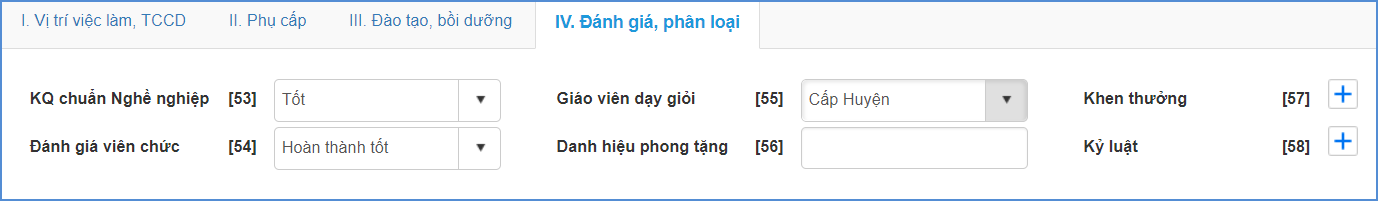 I. Vị trí việc làm, TCCD II. Phụ cấp III. Đào tạo, bồi dưỡng IV. Đánh giá, phân loại
KQ chuẩn Nghề nghiệp [53] Tốt Giáo viên dạy giỏi [55] Cấp Huyện Khen thưởng [57]
Đánh giá viên chức [54] Hoàn thành tốt Danh hiệu phong tặng [56] Kỷ luật [58]